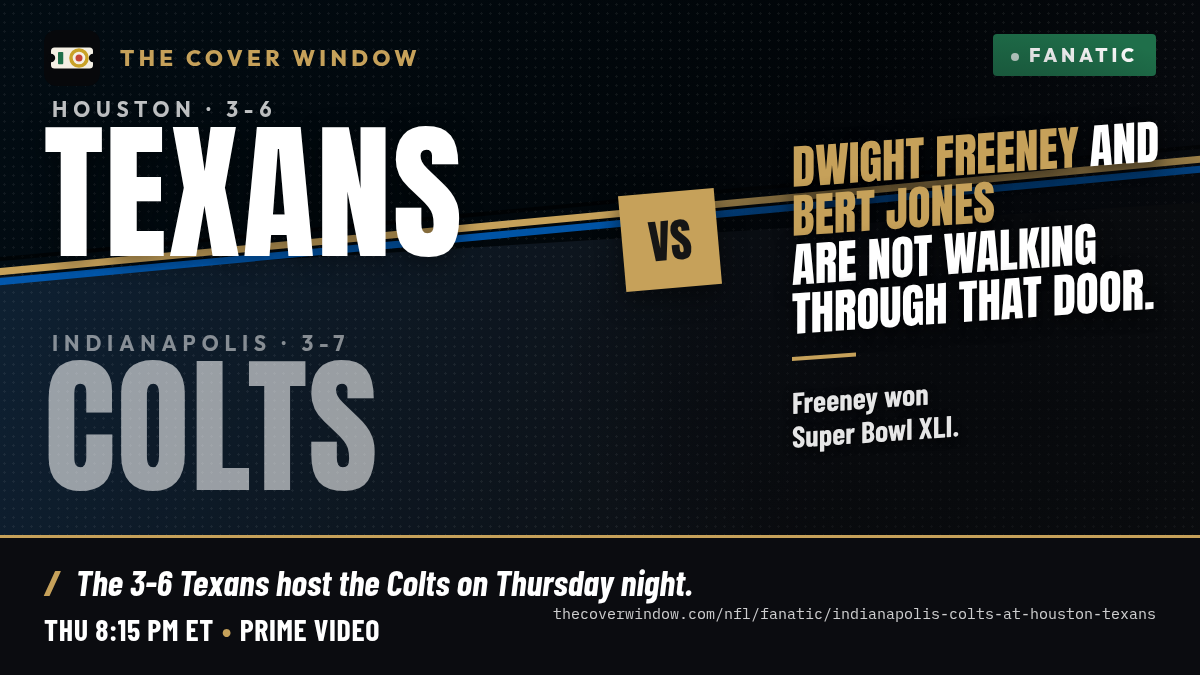 THE COVER WINDOW
FANATIC
HOUSTON · 3-6
TEXANS
INDIANAPOLIS · 3-7
COLTS
VS
DWIGHT FREENEY AND
BERT JONES
ARE NOT WALKING
THROUGH THAT DOOR.
Freeney won
Super Bowl XLI.
/ The 3-6 Texans host the Colts on Thursday night.
THU 8:15 PM ET • PRIME VIDEO
thecoverwindow.com/nfl/fanatic/indianapolis-colts-at-houston-texans